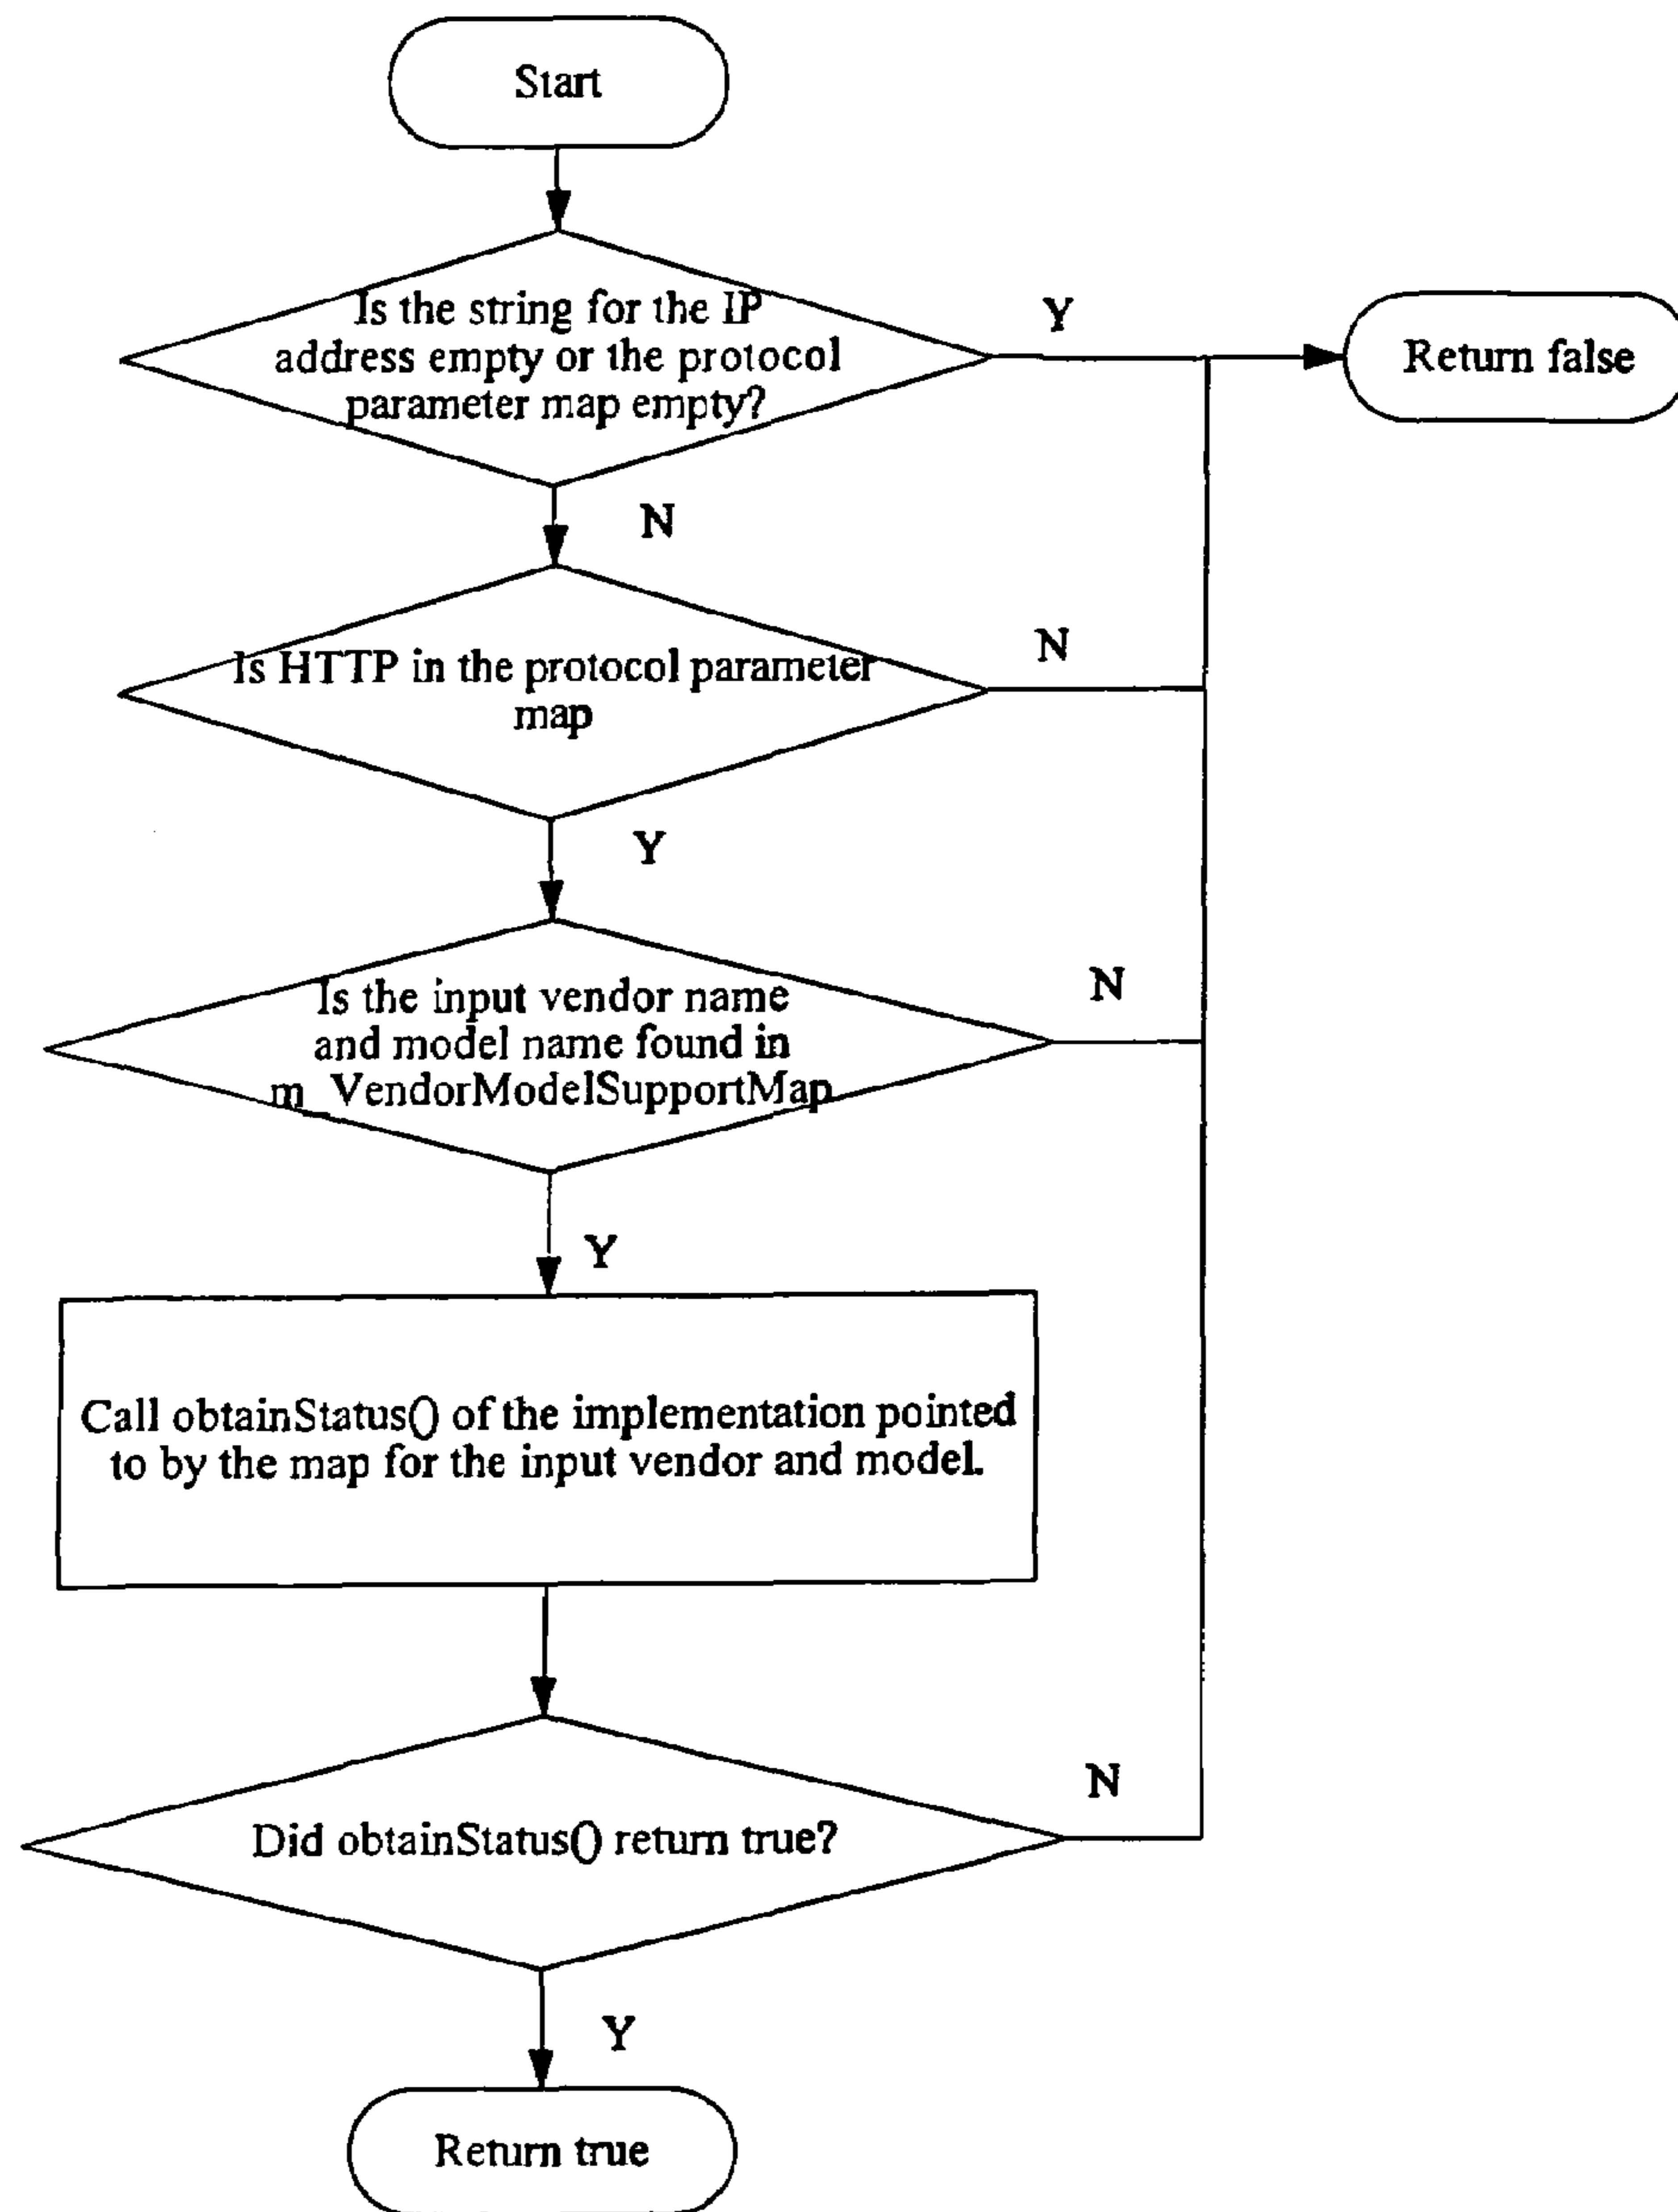 Start
Is the string for the IP
address empty or the protocol
parameter map empty?
Y
Return false
N
Is HTTP in the protocol parameter
map
N
Y
Is the input vendor name
and model name found in
m_VendorModelSupportMap
N
Y
Call obtainStatus() of the implementation pointed
to by the map for the input vendor and model.
Did obtainStatus() return true?
N
Y
Return true